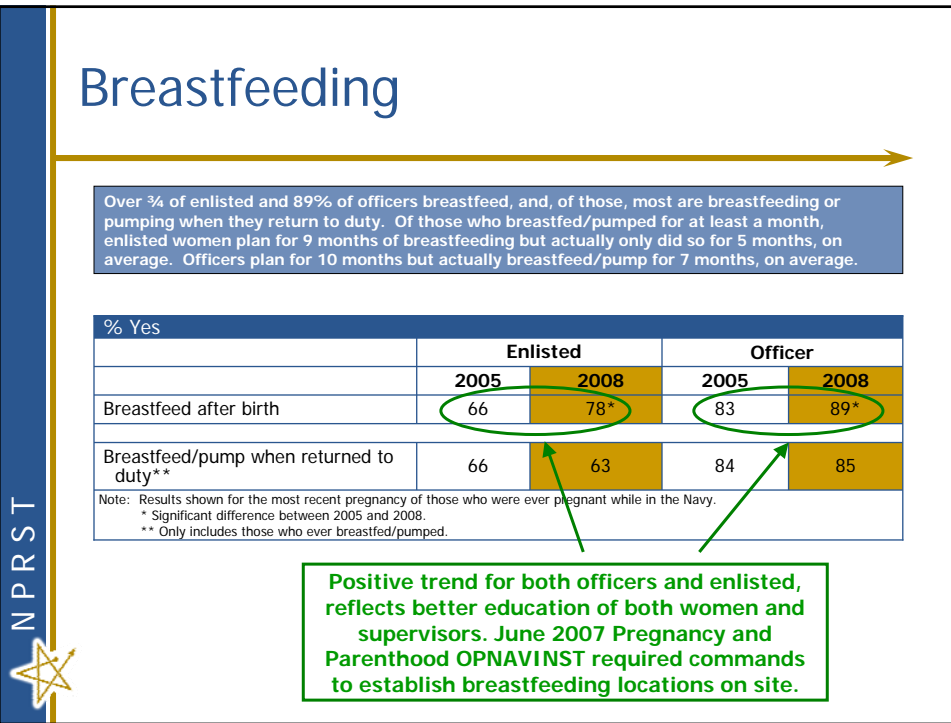 Breastfeeding
Over ¾ of enlisted and 89% of officers breastfeed, and, of those, most are breastfeeding or
pumping when they return to duty. Of those who breastfed/pumped for at least a month,
enlisted women plan for 9 months of breastfeeding but actually only did so for 5 months, on
average. Officers plan for 10 months but actually breastfeed/pump for 7 months, on average.
% Yes
Enlisted Officer
2005 2008 2005 2008
Breastfeed after birth 66 78* 83 89*
Breastfeed/pump when returned to
duty** 66 63 84 85
Note: Results shown for the most recent pregnancy of those who were ever pregnant while in the Navy.
* Significant difference between 2005 and 2008.
** Only includes those who ever breastfed/pumped.
Positive trend for both officers and enlisted,
reflects better education of both women and
supervisors. June 2007 Pregnancy and
Parenthood OPNAVINST required commands
to establish breastfeeding locations on site.
NPRST